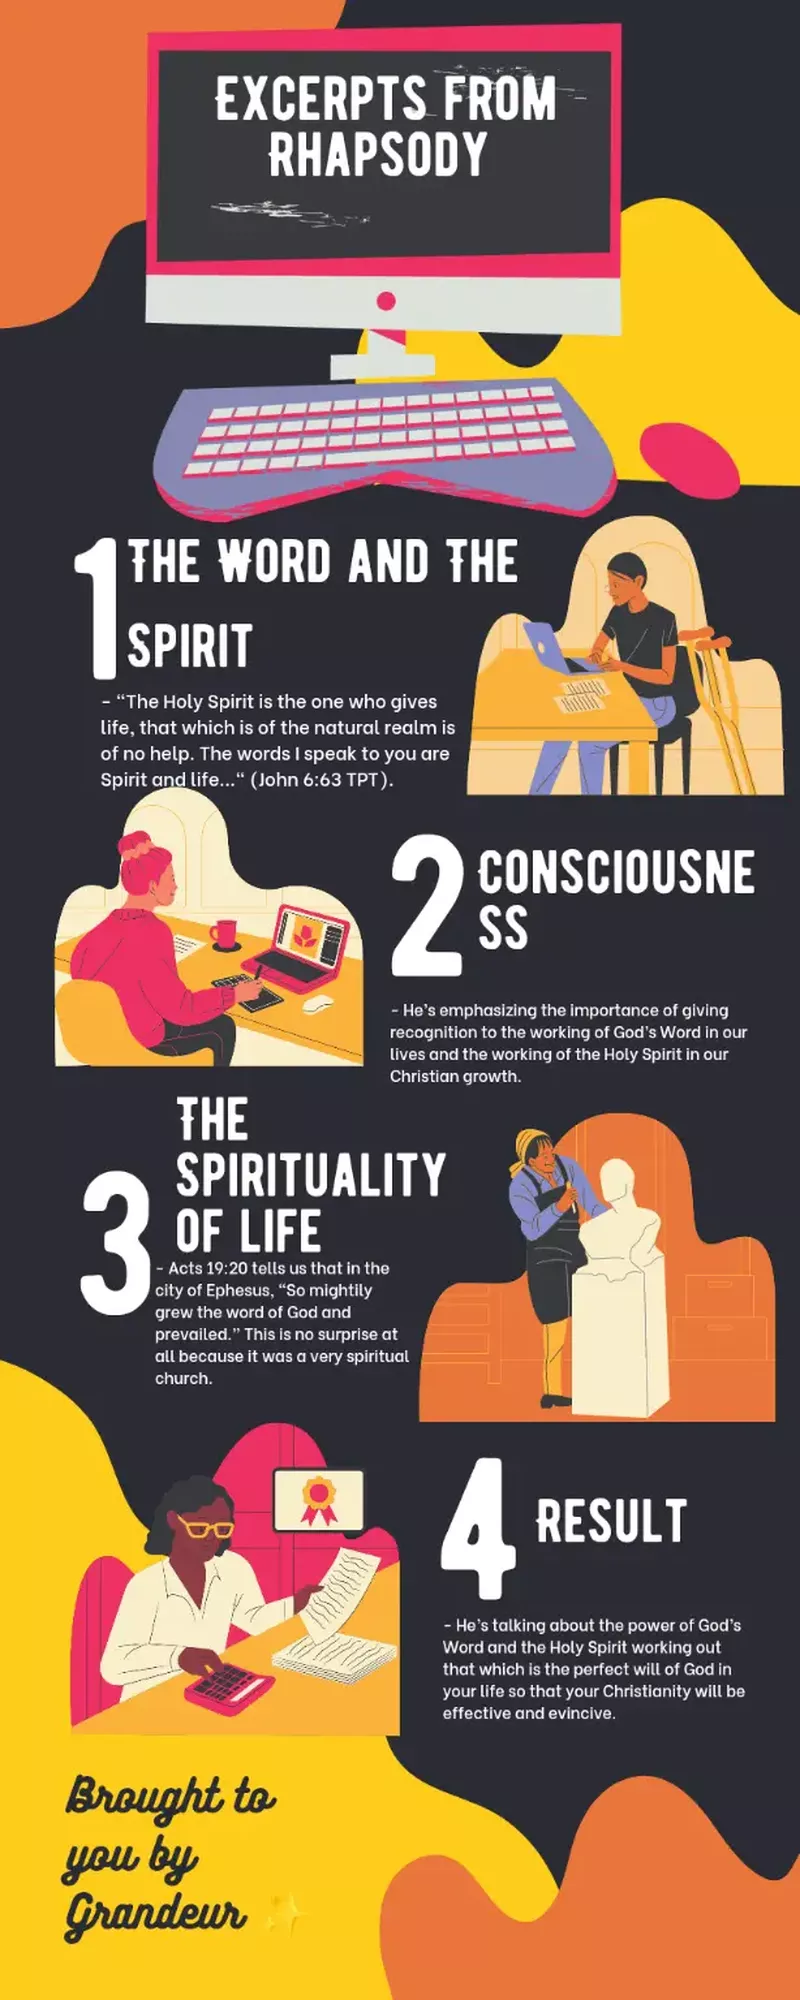 EXCERPTS FROM
RHAPSODY
1
THE WORD AND THE
SPIRIT
- “The Holy Spirit is the one who gives
life, that which is of the natural realm is
of no help. The words I speak to you are
Spirit and life...“ (John 6:63 TPT).
2
CONSCIOUSNE
SS
- He’s emphasizing the importance of giving
recognition to the working of God’s Word in our
lives and the working of the Holy Spirit in our
Christian growth.
3
THE
SPIRITUALITY
OF LIFE
- Acts 19:20 tells us that in the
city of Ephesus, “So mightily
grew the word of God and
prevailed.” This is no surprise at
all because it was a very spiritual
church.
4
RESULT
- He’s talking about the power of God’s
Word and the Holy Spirit working out
that which is the perfect will of God in
your life so that your Christianity will be
effective and evincive.
Brought to
you by
Grandeur ✨